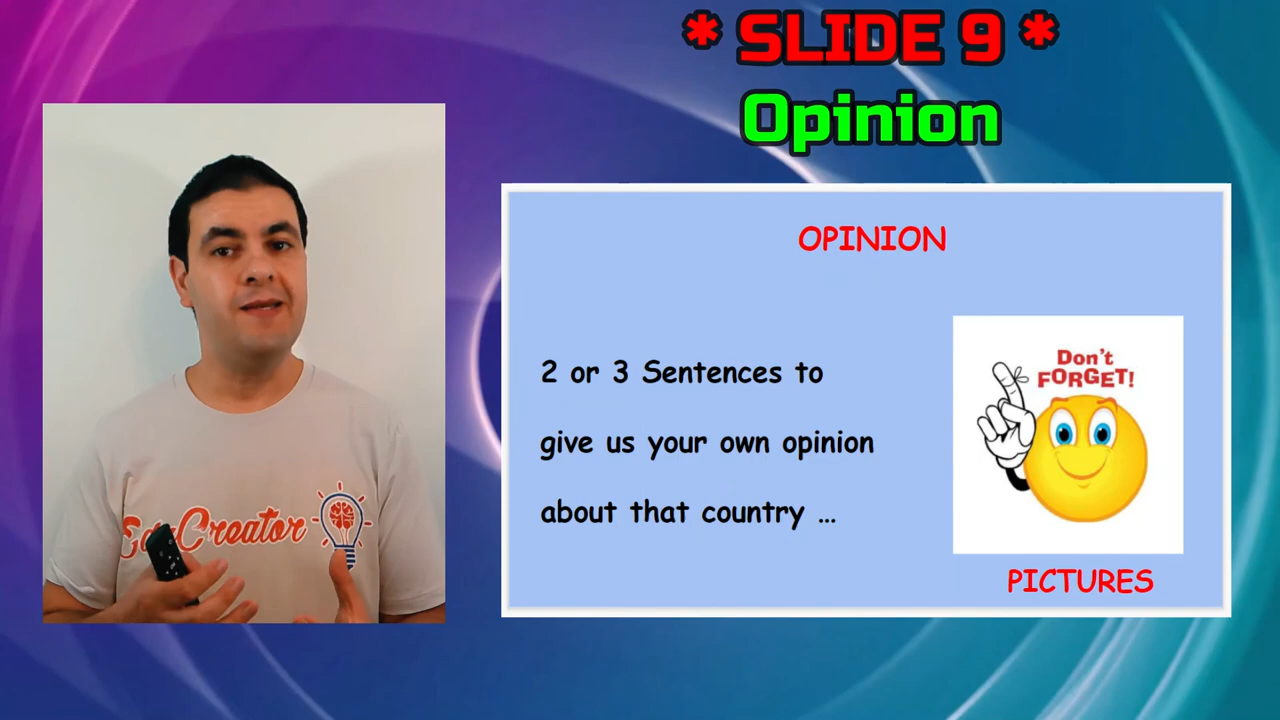 * SLIDE 9 *
Opinion
OPINION
2 or 3 Sentences to
give us your own opinion
about that country ...
Don't
FORGET!
PICTURES
EduCreator